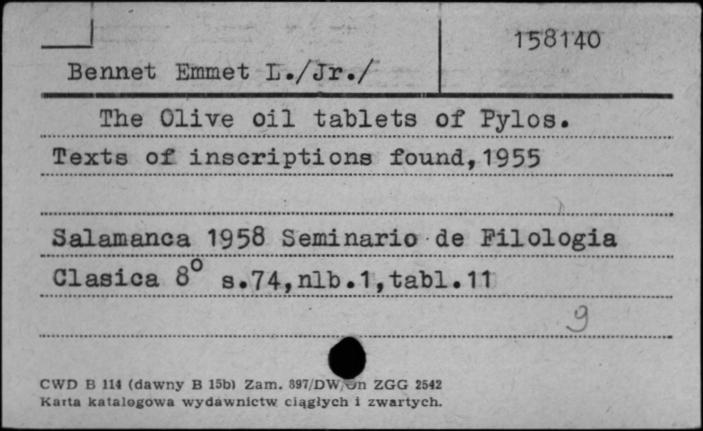 158140
Bennet Emmet L./Jr./
The Olive oil tablets of Pylos.
Texts of inscriptions found,1955
Salamanca 1958 Seminario de Filologia
Clasica 8° s.74,nlb.1,tabl.11
9
CWD B 114 (dawny B 15b) Zam. 897/DW/ ZGG 2542
Karta katalogowa wydawnictw ciągłych i zwartych.